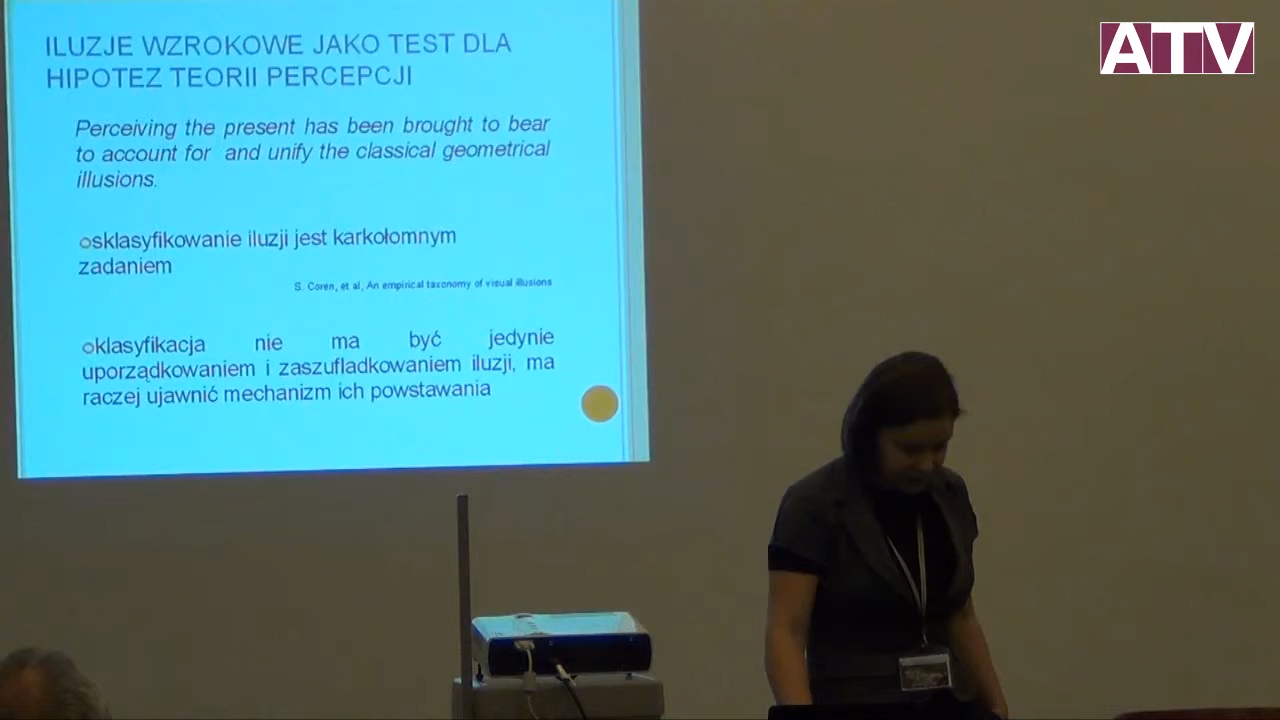 ATV
ILUZJE WZROKOWE JAKO TEST DLA
HIPOTEZ TEORII PERCEPCJI
Perceiving the present has been brought to bear
to account for and unify the classical geometrical
illusions.
sklasyfikowanie iluzji jest karkołomnym
zadaniem
S. Coren, et al, An empirical taxonomy of visual illusions
klasyfikacja nie ma być jedynie
uporządkowaniem i zaszufladkowaniem iluzji, ma
raczej ujawnić mechanizm ich powstawania